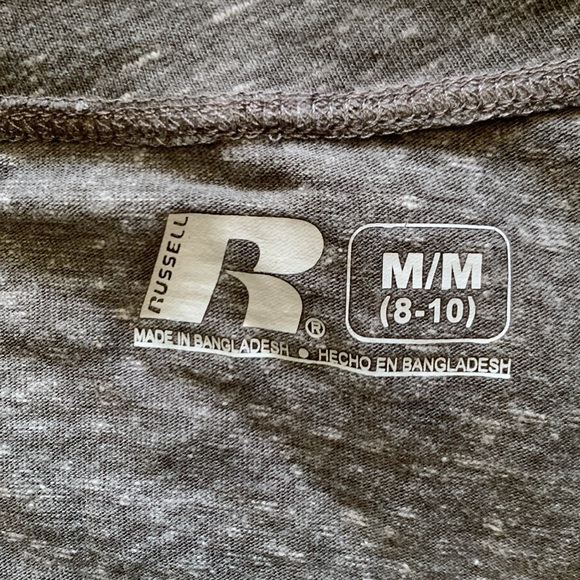 RUSSELL
R®
M/M
(8-10)
MADE IN BANGLADESH • HECHO EN BANGLADESH